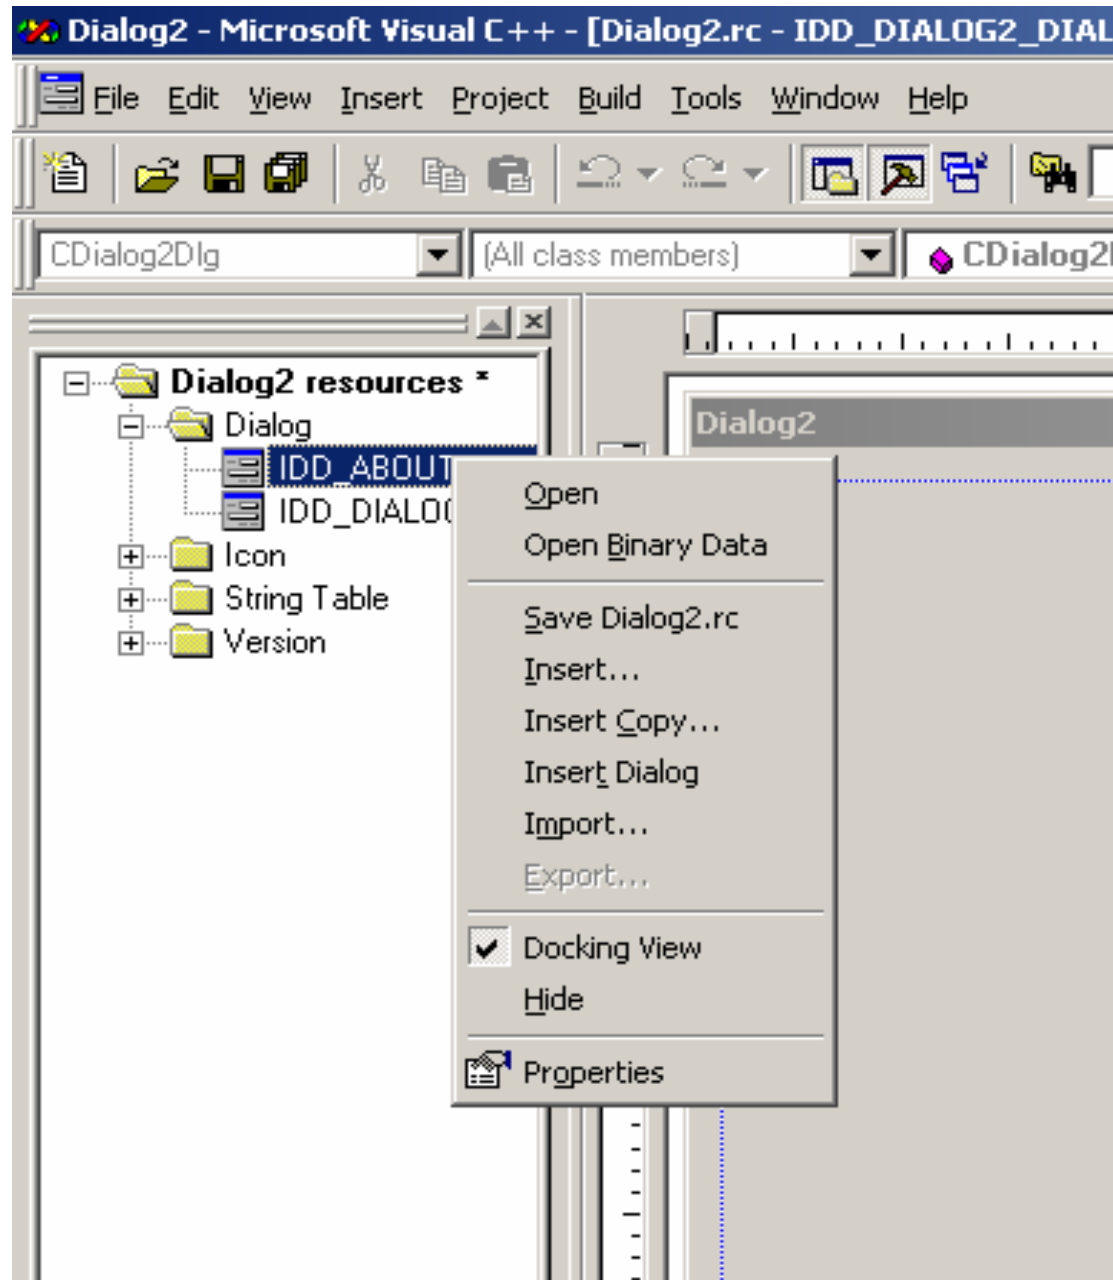 Dialog2 - Microsoft Visual C++ - [Dialog2.rc - IDD_DIALOG2_DIAL
File Edit View Insert Project Build Tools Window Help
CDialog2Dlg (All class members) CDialog2
Dialog2 resources *
Dialog
IDD_ABOUT
IDD_DIALOG
Icon
String Table
Version
Dialog2
Open
Open Binary Data
Save Dialog2.rc
Insert...
Insert Copy...
Insert Dialog
Import...
Export...
Docking View
Hide
Properties